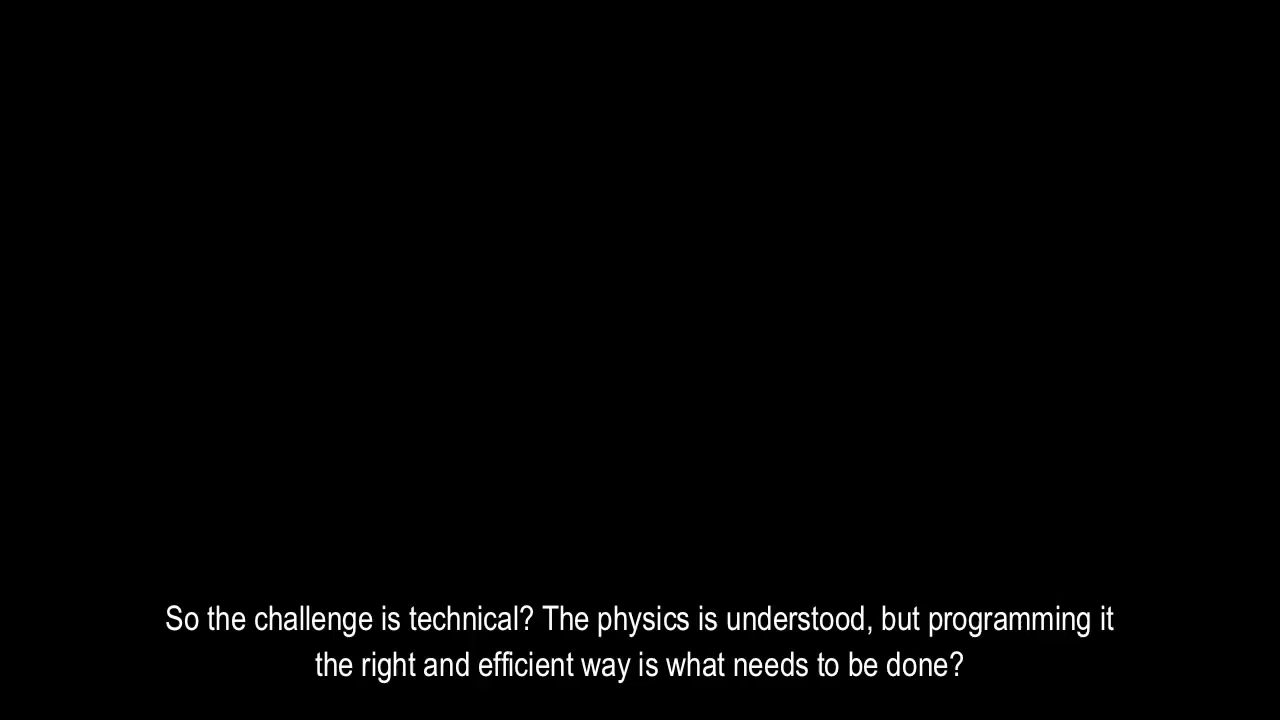 So the challenge is technical? The physics is understood, but programming it
the right and efficient way is what needs to be done?